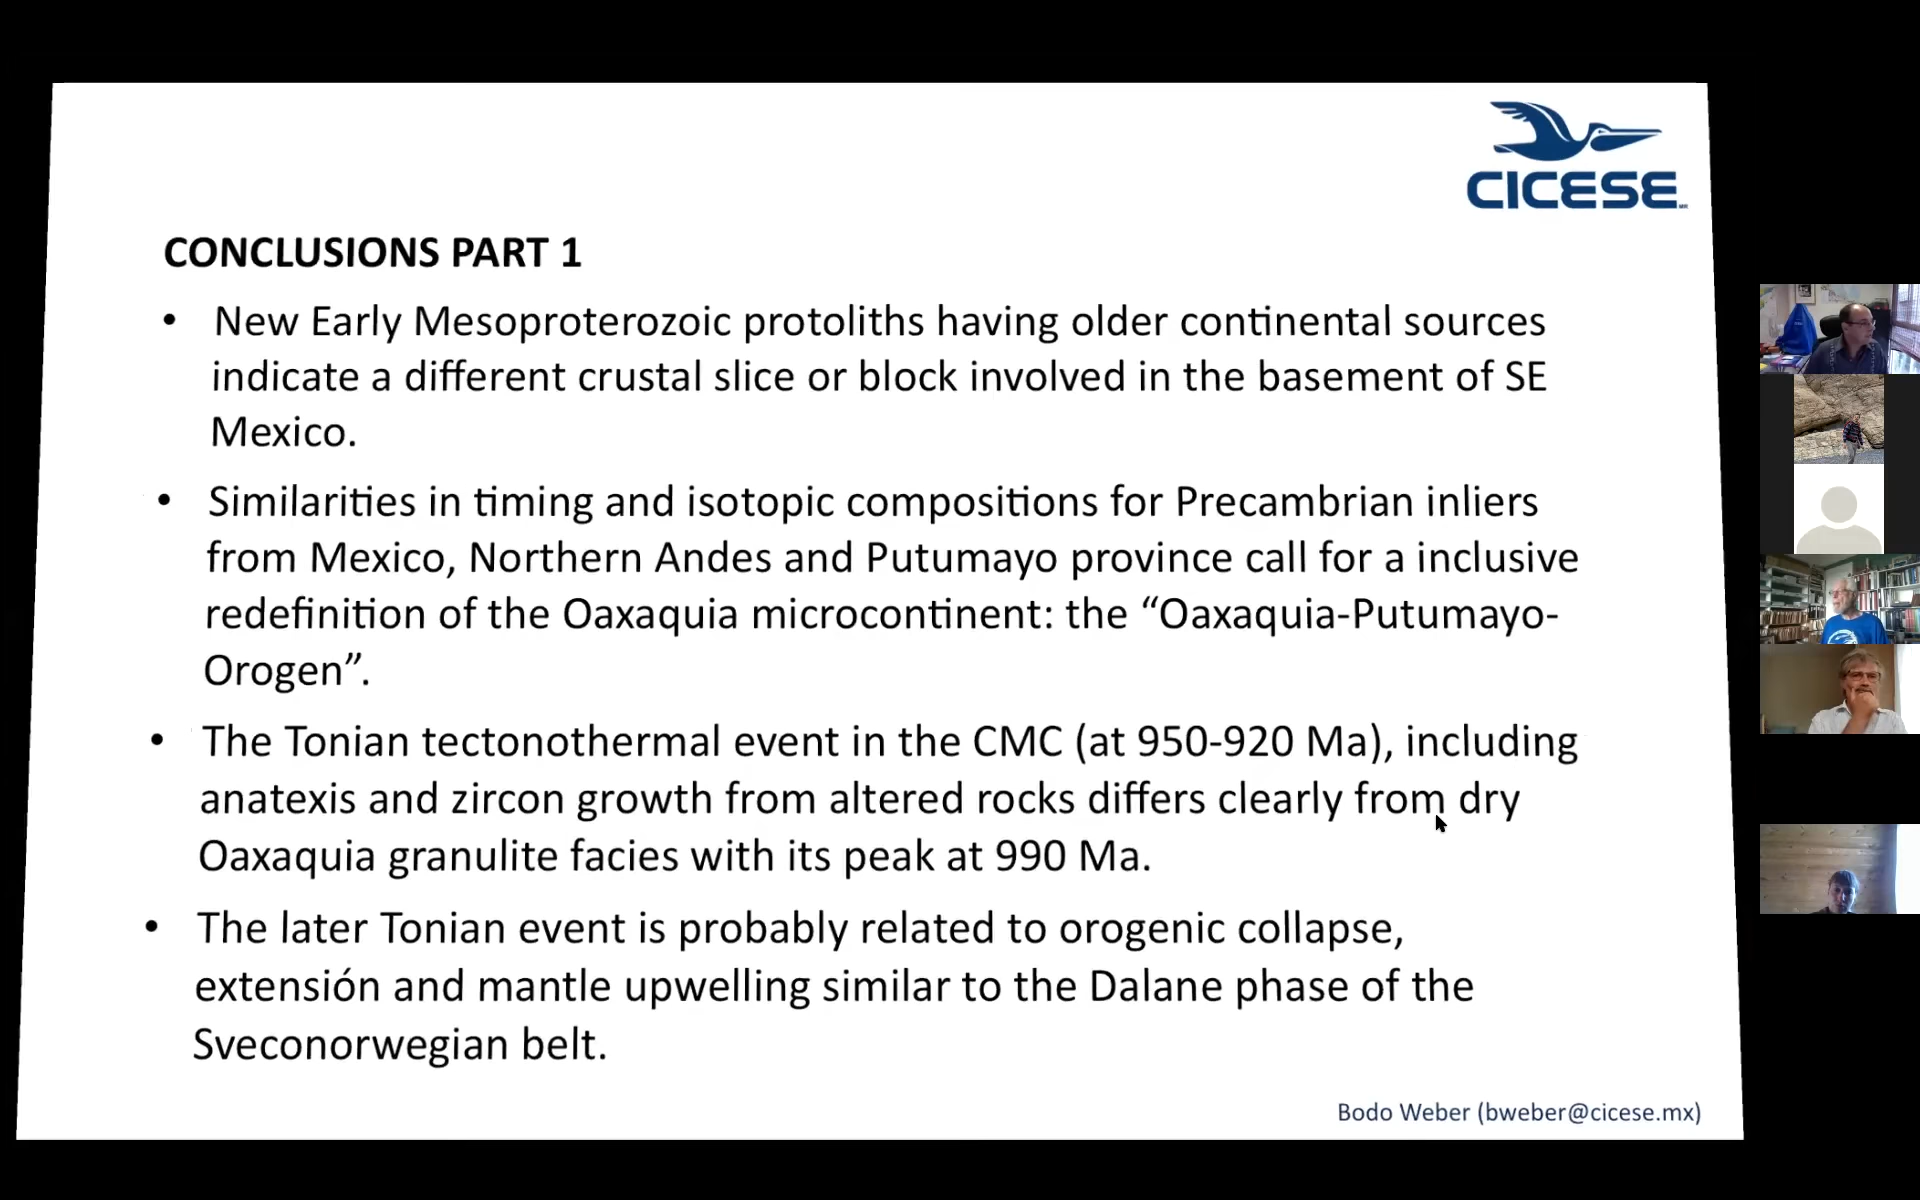 CICESE
CONCLUSIONS PART 1
• New Early Mesoproterozoic protoliths having older continental sources
indicate a different crustal slice or block involved in the basement of SE
Mexico.
• Similarities in timing and isotopic compositions for Precambrian inliers
from Mexico, Northern Andes and Putumayo province call for a inclusive
redefinition of the Oaxaquia microcontinent: the “Oaxaquia-Putumayo-
Orogen”.
• The Tonian tectonothermal event in the CMC (at 950-920 Ma), including
anatexis and zircon growth from altered rocks differs clearly from dry
Oaxaquia granulite facies with its peak at 990 Ma.
• The later Tonian event is probably related to orogenic collapse,
extensión and mantle upwelling similar to the Dalane phase of the
Sveconorwegian belt.
Bodo Weber (bweber@cicese.mx)